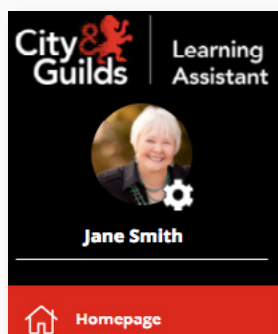 City &
Guilds
Learning
Assistant
Jane Smith
Homepage